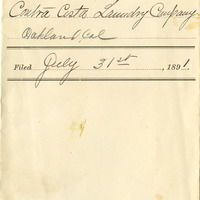 Contra Costa Laundry Company.
Oakland Cal
Filed July 31st, 1891.